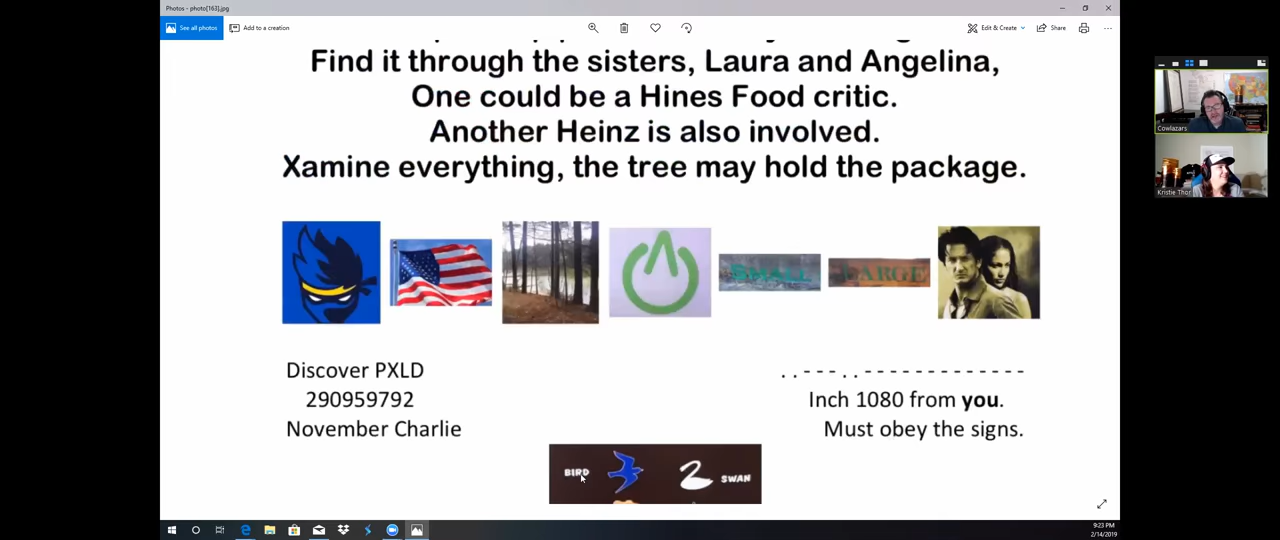 Photos - photo[163].jpg
See all photos
Add to a creation
Edit & Create
Share
Find it through the sisters, Laura and Angelina,
One could be a Hines Food critic.
Another Heinz is also involved.
Xamine everything, the tree may hold the package.
SMALL
LARGE
Discover PXLD
290959792
November Charlie
. . - - - . . - - - - - - - - - - - - -
Inch 1080 from you.
Must obey the signs.
BIRD
SWAN
Cowlazars
Kristie Thor
9:23 PM
2/14/2019